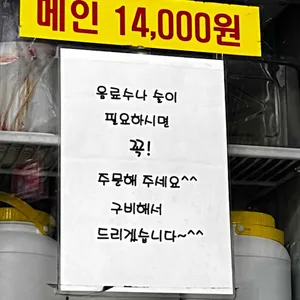 메인 14,000원
음료수나 술이
필요하시면
꼭!
주문해 주세요^^
구비해서
드리겠습니다~^^